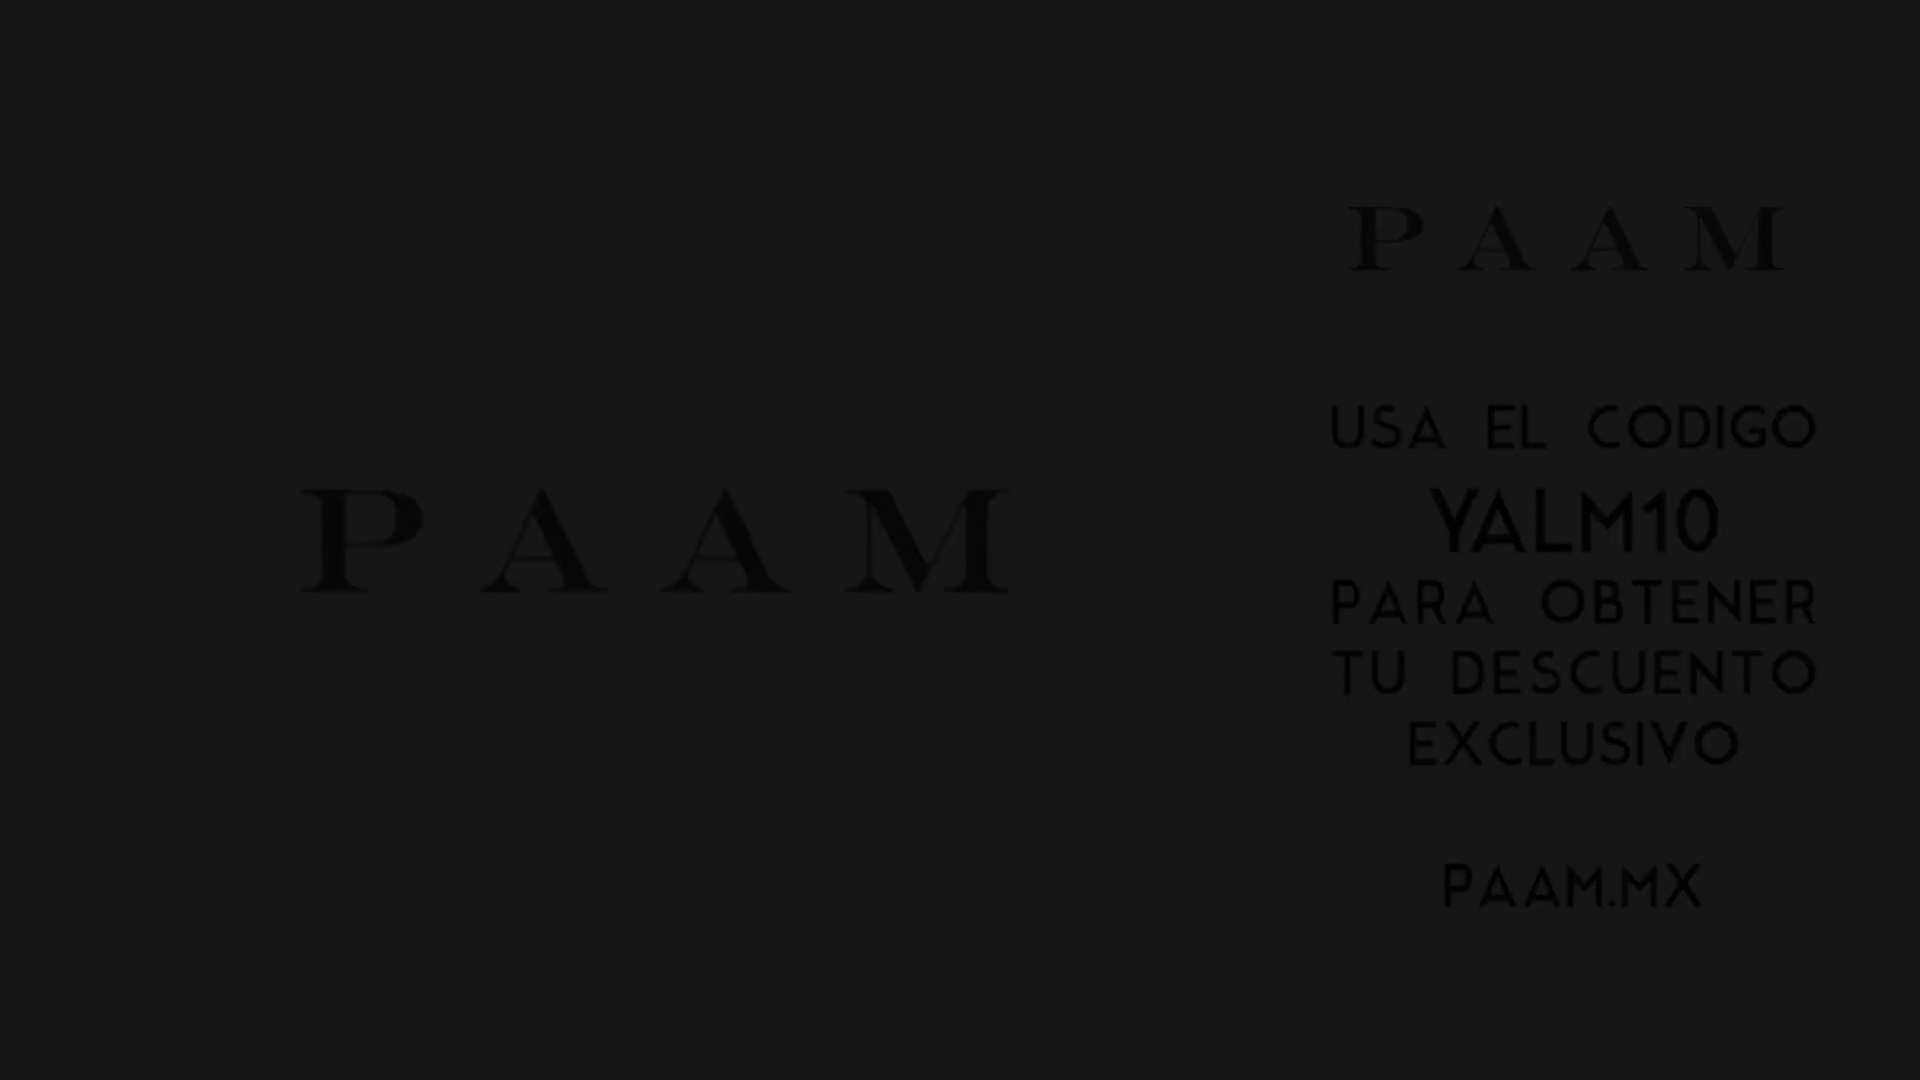 PAAM
PAAM
USA EL CODIGO
YALM10
PARA OBTENER
TU DESCUENTO
EXCLUSIVO
PAAM.MX